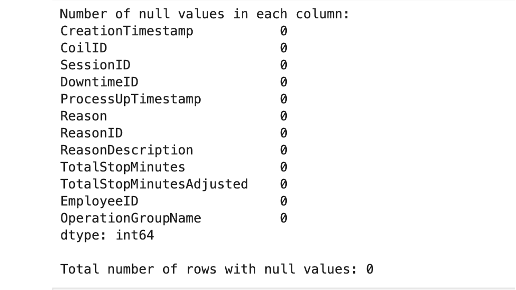 Number of null values in each column:
CreationTimestamp 0
CoilID 0
SessionID 0
DowntimeID 0
ProcessUpTimestamp 0
Reason 0
ReasonID 0
ReasonDescription 0
TotalStopMinutes 0
TotalStopMinutesAdjusted 0
EmployeeID 0
OperationGroupName 0
dtype: int64
Total number of rows with null values: 0